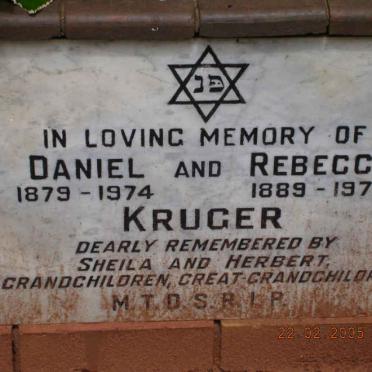 פנ
IN LOVING MEMORY OF
DANIEL AND REBECC
1879 - 1974 1889 - 197
KRUGER
DEARLY REMEMBERED BY
SHEILA AND HERBERT,
GRANDCHILDREN, GREAT-GRANDCHILDR
M.T.D.S.R.I.P.
22 02 2005